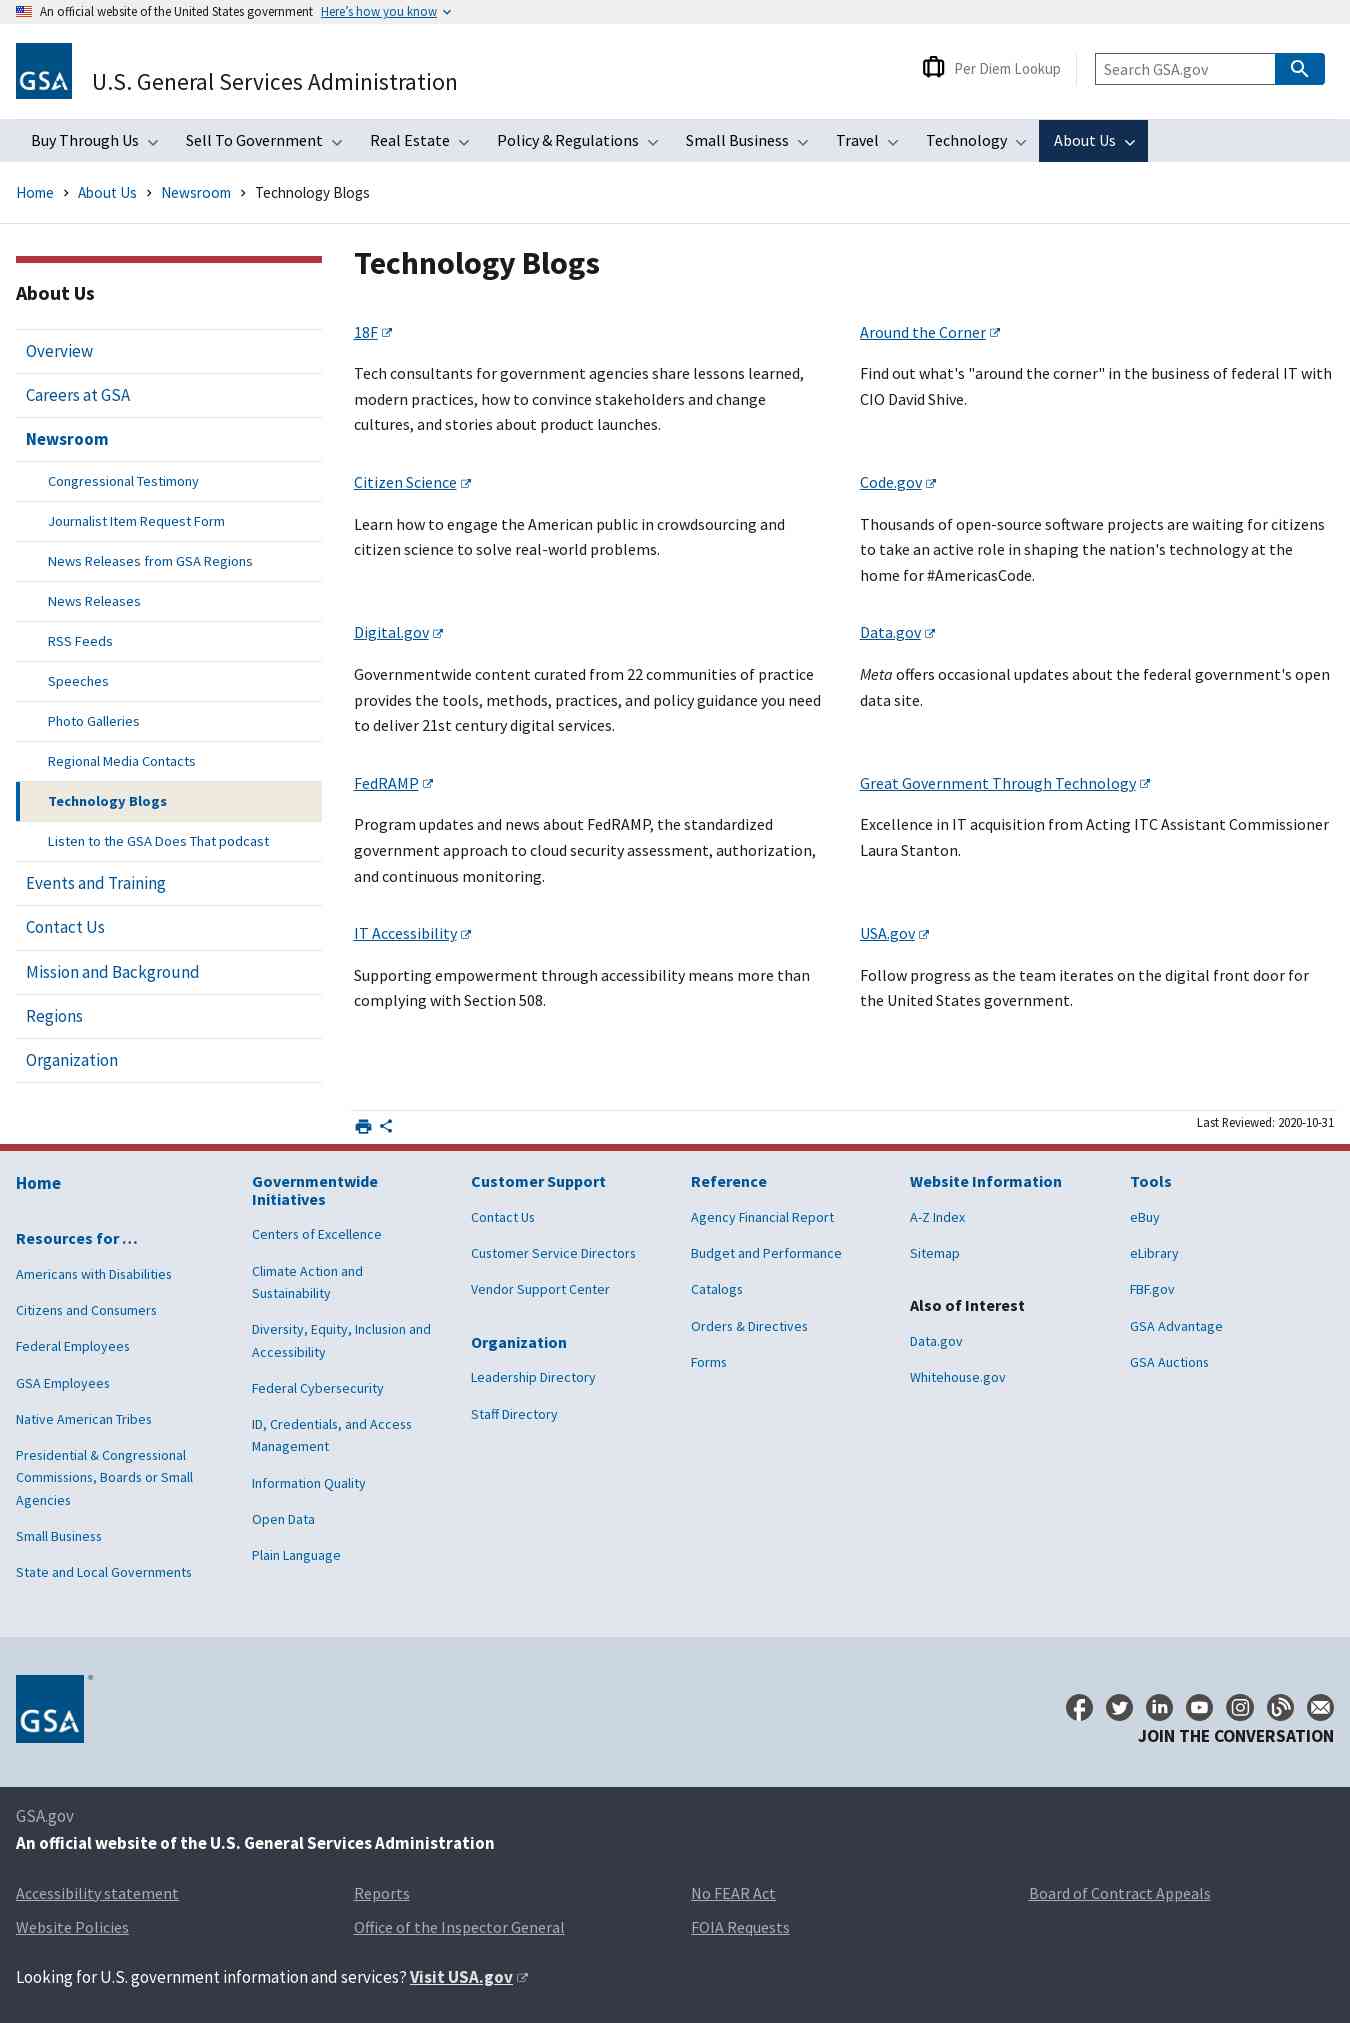 An official website of the United States government Here’s how you know
GSA
U.S. General Services Administration
Per Diem Lookup
Search GSA.gov
Buy Through Us Sell To Government Real Estate Policy & Regulations Small Business Travel Technology About Us
Home About Us Newsroom Technology Blogs
About Us
Overview
Careers at GSA
Newsroom
Congressional Testimony
Journalist Item Request Form
News Releases from GSA Regions
News Releases
RSS Feeds
Speeches
Photo Galleries
Regional Media Contacts
Technology Blogs
Listen to the GSA Does That podcast
Events and Training
Contact Us
Mission and Background
Regions
Organization
Technology Blogs
18F
Tech consultants for government agencies share lessons learned,
modern practices, how to convince stakeholders and change
cultures, and stories about product launches.
Around the Corner
Find out what's "around the corner" in the business of federal IT with
CIO David Shive.
Citizen Science
Learn how to engage the American public in crowdsourcing and
citizen science to solve real-world problems.
Code.gov
Thousands of open-source software projects are waiting for citizens
to take an active role in shaping the nation's technology at the
home for #AmericasCode.
Digital.gov
Governmentwide content curated from 22 communities of practice
provides the tools, methods, practices, and policy guidance you need
to deliver 21st century digital services.
Data.gov
Meta offers occasional updates about the federal government's open
data site.
FedRAMP
Program updates and news about FedRAMP, the standardized
government approach to cloud security assessment, authorization,
and continuous monitoring.
Great Government Through Technology
Excellence in IT acquisition from Acting ITC Assistant Commissioner
Laura Stanton.
IT Accessibility
Supporting empowerment through accessibility means more than
complying with Section 508.
USA.gov
Follow progress as the team iterates on the digital front door for
the United States government.
Last Reviewed: 2020-10-31
Home
Resources for …
Americans with Disabilities
Citizens and Consumers
Federal Employees
GSA Employees
Native American Tribes
Presidential & Congressional
Commissions, Boards or Small
Agencies
Small Business
State and Local Governments
Governmentwide
Initiatives
Centers of Excellence
Climate Action and
Sustainability
Diversity, Equity, Inclusion and
Accessibility
Federal Cybersecurity
ID, Credentials, and Access
Management
Information Quality
Open Data
Plain Language
Customer Support
Contact Us
Customer Service Directors
Vendor Support Center
Organization
Leadership Directory
Staff Directory
Reference
Agency Financial Report
Budget and Performance
Catalogs
Orders & Directives
Forms
Website Information
A-Z Index
Sitemap
Also of Interest
Data.gov
Whitehouse.gov
Tools
eBuy
eLibrary
FBF.gov
GSA Advantage
GSA Auctions
GSA
JOIN THE CONVERSATION
GSA.gov
An official website of the U.S. General Services Administration
Accessibility statement Reports No FEAR Act Board of Contract Appeals
Website Policies Office of the Inspector General FOIA Requests
Looking for U.S. government information and services? Visit USA.gov